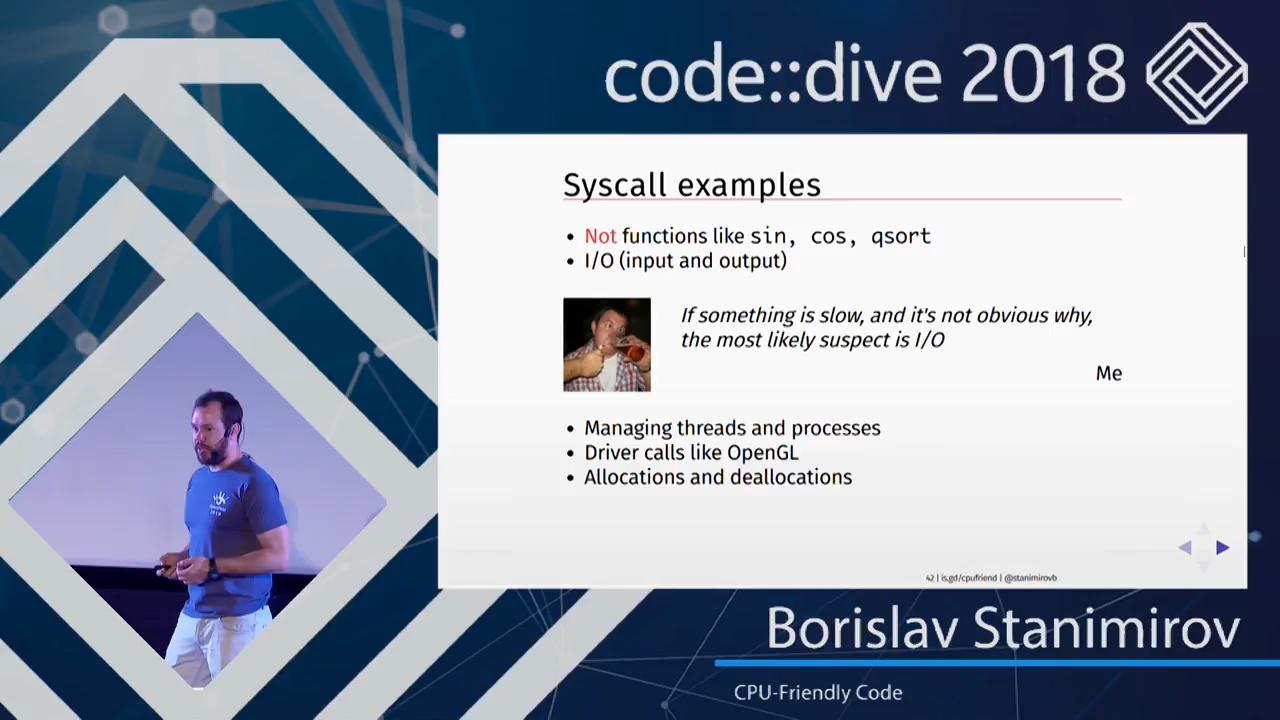 code::dive 2018
Syscall examples
• Not functions like sin, cos, qsort
• I/O (input and output)
If something is slow, and it's not obvious why,
the most likely suspect is I/O
Me
• Managing threads and processes
• Driver calls like OpenGL
• Allocations and deallocations
42 | is.gd/cpufriend | @stanimirovb
Borislav Stanimirov
CPU-Friendly Code